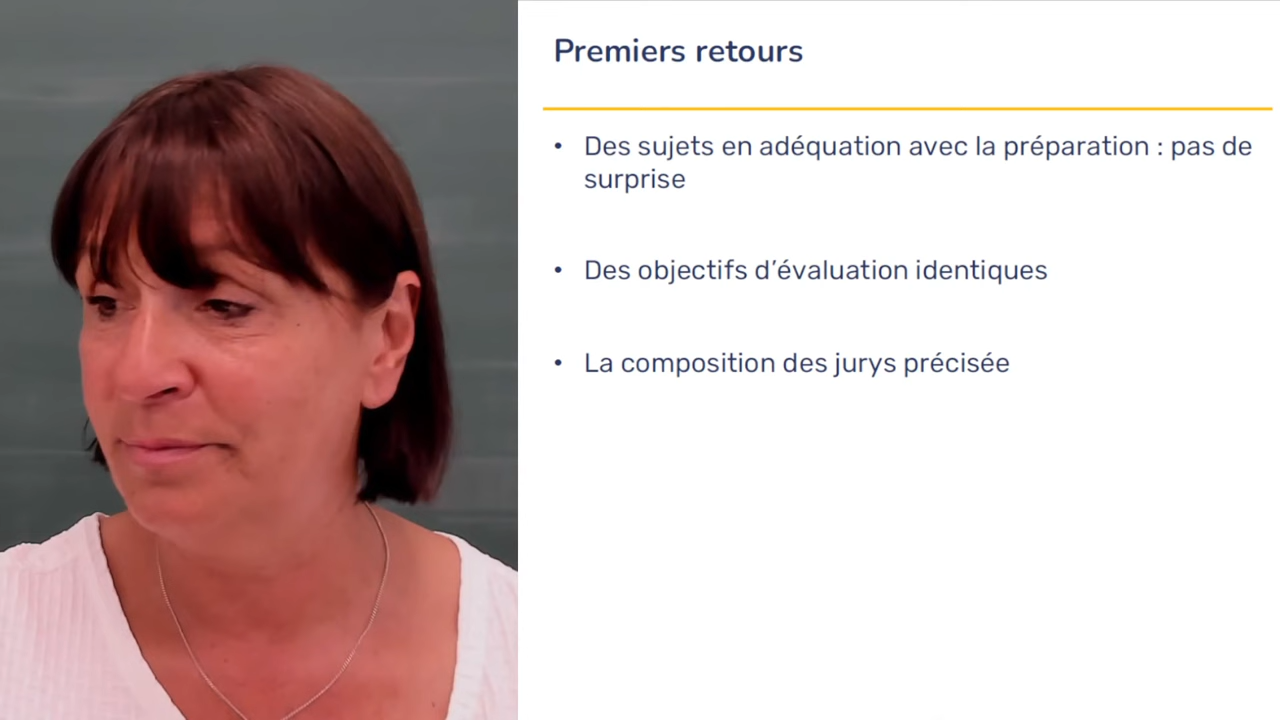 Premiers retours
• Des sujets en adéquation avec la préparation : pas de
surprise
• Des objectifs d’évaluation identiques
• La composition des jurys précisée